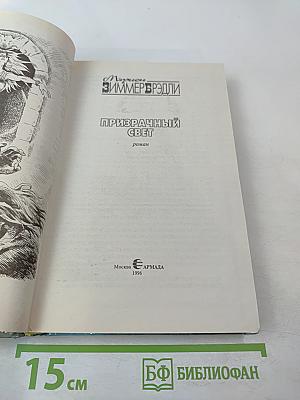 Мэрион
ЗИММЕР БРЭДЛИ
ПРИЗРАЧНЫЙ
СВЕТ
роман
Москва
АРМАДА
1996
15 см
БФ БИБЛИОФАН